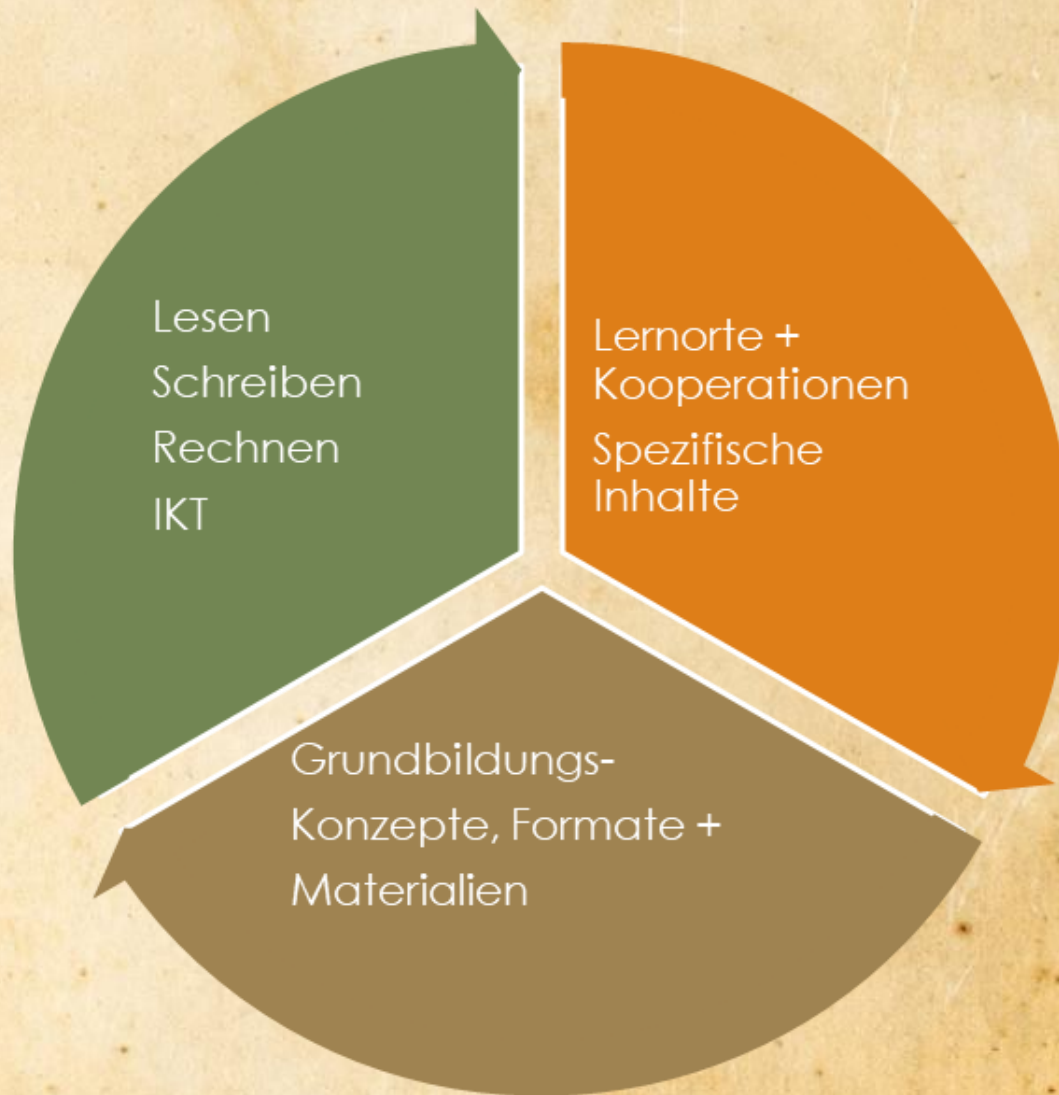 Lesen
Schreiben
Rechnen
IKT
Lernorte +
Kooperationen
Spezifische
Inhalte
Grundbildungs-
Konzepte, Formate +
Materialien